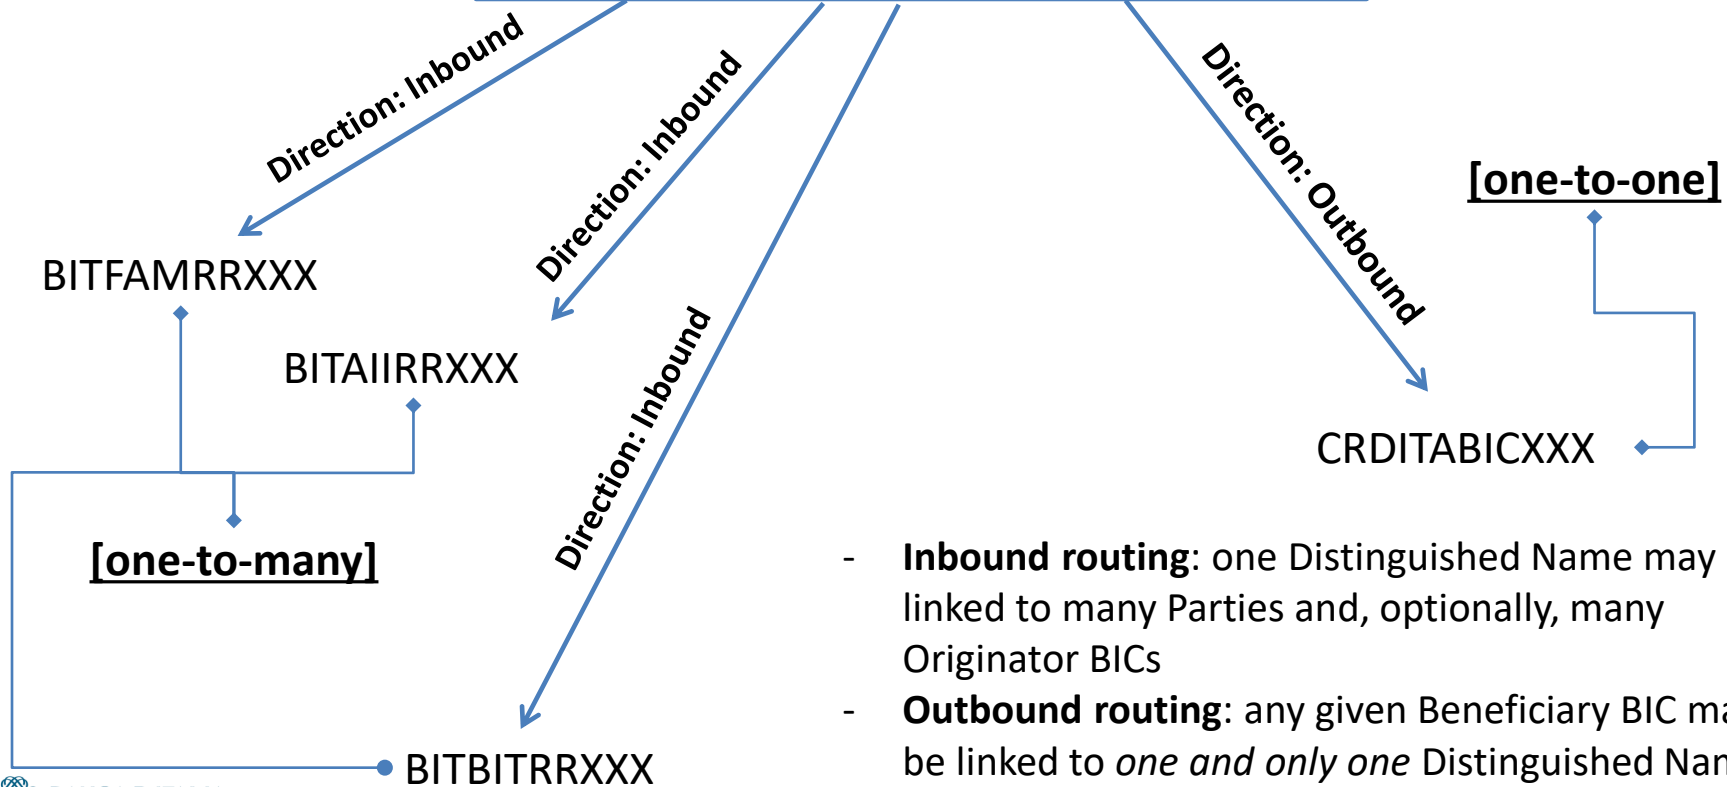 Direction: Inbound
Direction: Inbound
Direction: Outbound
[one-to-one]
BITFAMRRXXX
BITAIIRRXXX
Direction: Inbound
CRDITABICXXX
[one-to-many]
- Inbound routing: one Distinguished Name may
linked to many Parties and, optionally, many
Originator BICs
- Outbound routing: any given Beneficiary BIC
be linked to one and only one Distinguished
BITBITRRXXX